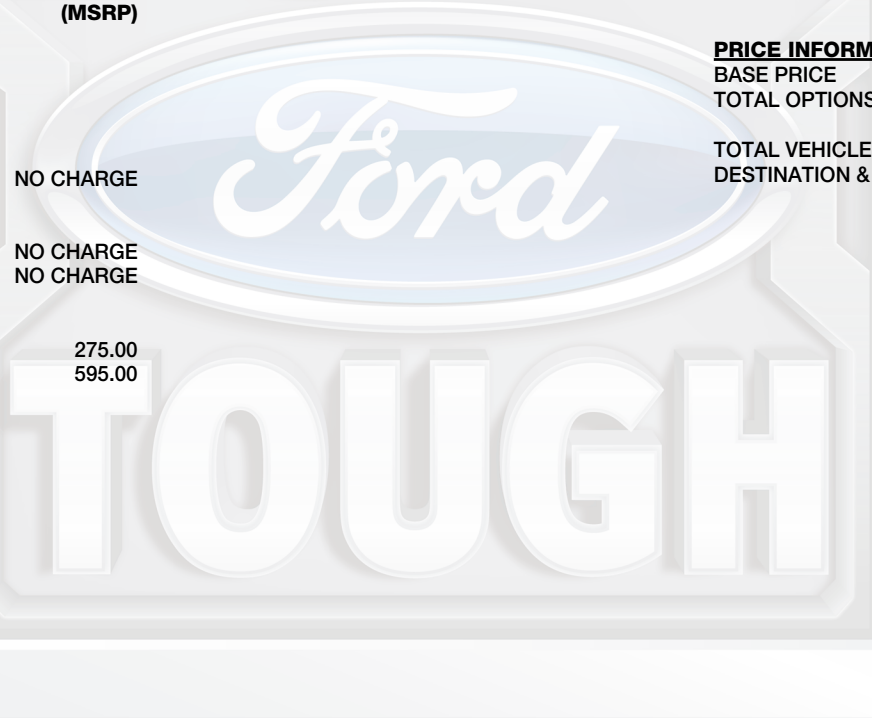 (MSRP)
NO CHARGE
NO CHARGE
NO CHARGE
275.00
595.00
PRICE INFORM
BASE PRICE
TOTAL OPTIONS
TOTAL VEHICLE
DESTINATION &
Ford
TOUGH